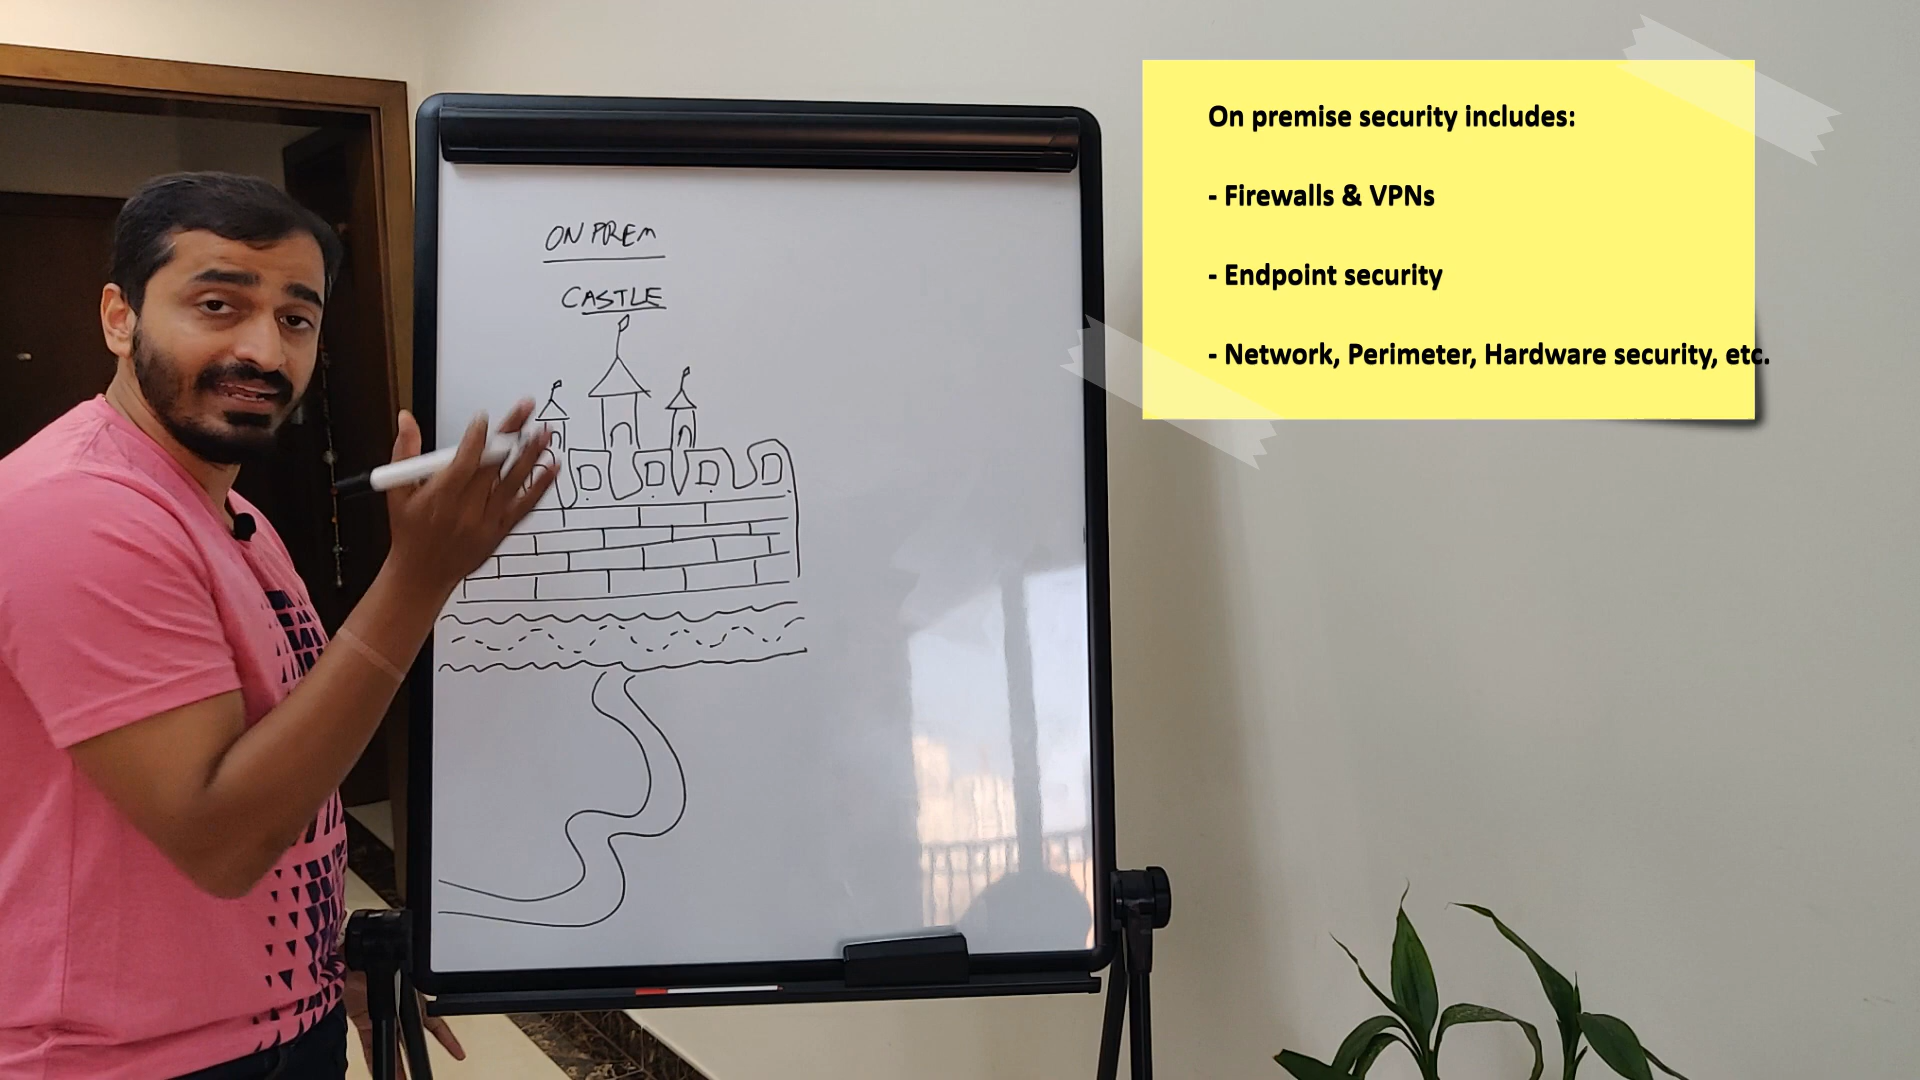 ON PREM
CASTLE
On premise security includes:
- Firewalls & VPNs
- Endpoint security
- Network, Perimeter, Hardware security, etc.